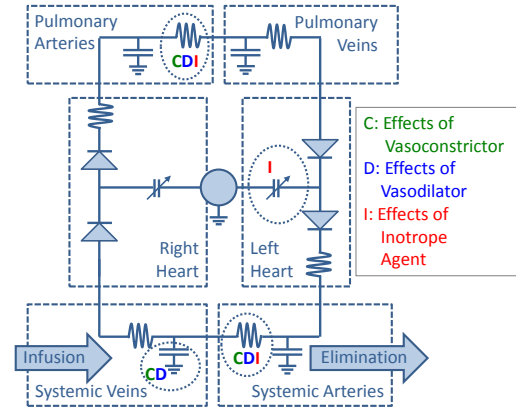 Pulmonary
Arteries
Pulmonary
Veins
CDI
C: Effects of
Vasoconstrictor
D: Effects of
Vasodilator
I: Effects of
Inotrope
Agent
I
Right
Heart
Left
Heart
Infusion
CD
CDI
Elimination
Systemic Veins
Systemic Arteries